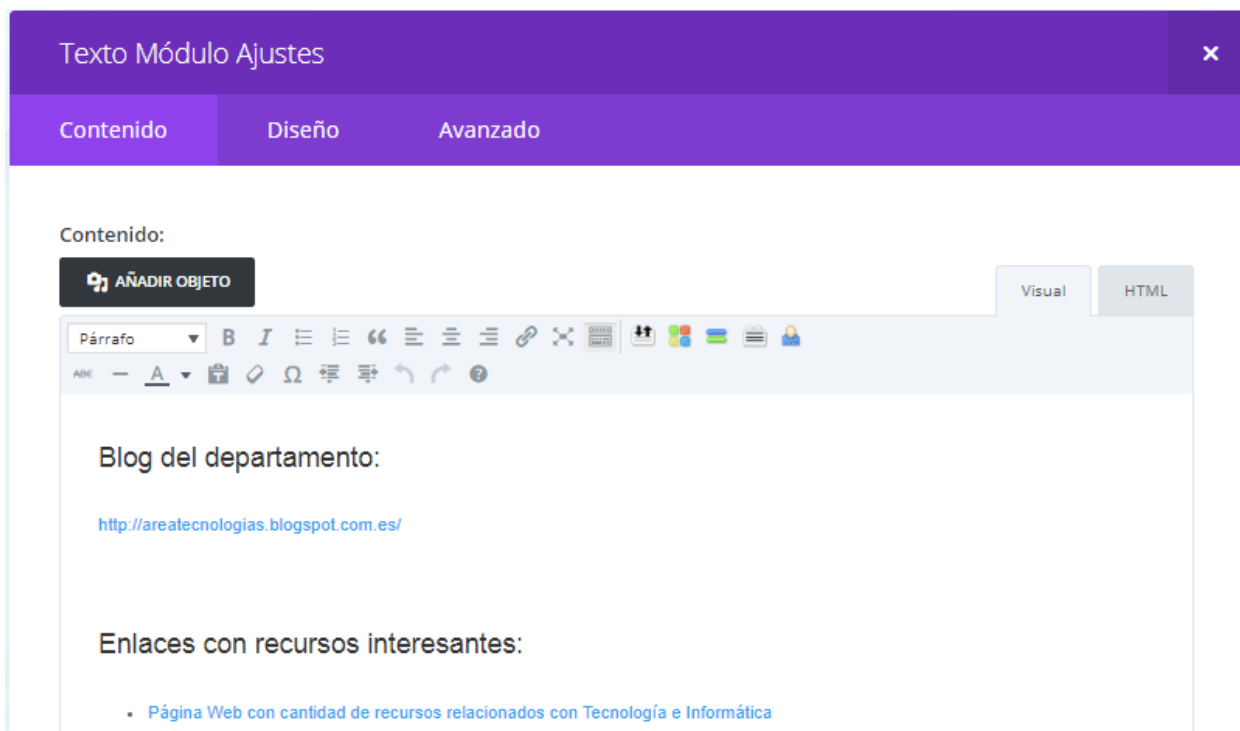 Texto Módulo Ajustes
Contenido Diseño Avanzado
Contenido:
AÑADIR OBJETO
Visual HTML
Párrafo B I
ABC A Ω
Blog del departamento:
http://areatecnologias.blogspot.com.es/
Enlaces con recursos interesantes:
• Página Web con cantidad de recursos relacionados con Tecnología e Informática